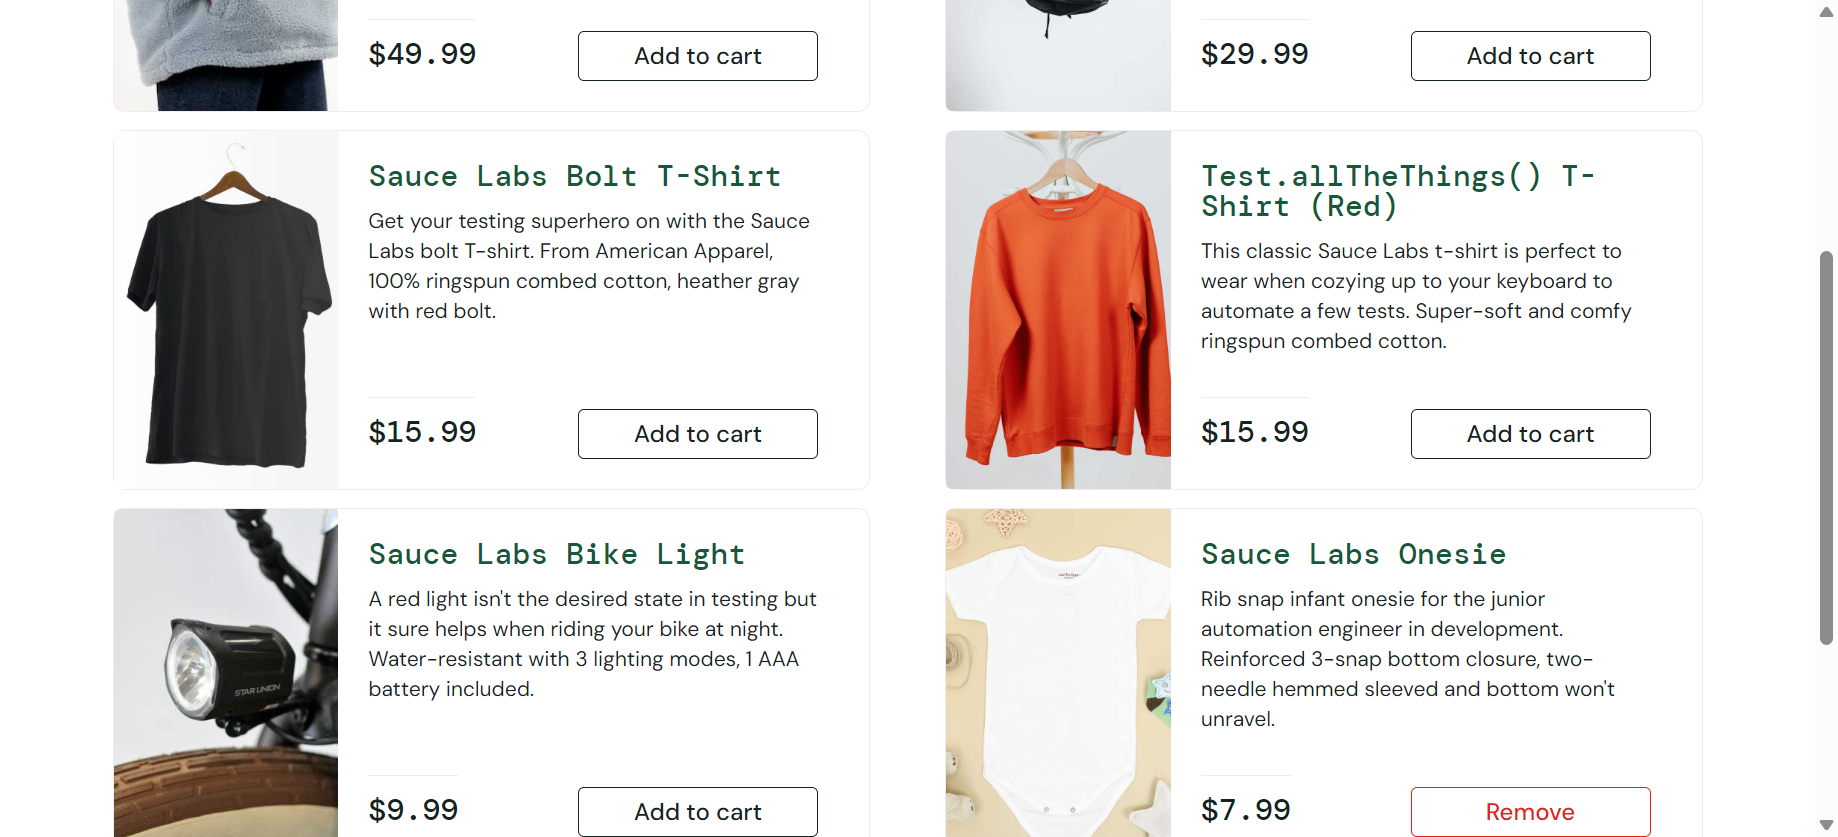 $49.99
Add to cart
$29.99
Add to cart
Sauce Labs Bolt T-Shirt
Get your testing superhero on with the Sauce
Labs bolt T-shirt. From American Apparel,
100% ringspun combed cotton, heather gray
with red bolt.
$15.99
Add to cart
Test.allTheThings() T-
Shirt (Red)
This classic Sauce Labs t-shirt is perfect to
wear when cozying up to your keyboard to
automate a few tests. Super-soft and comfy
ringspun combed cotton.
$15.99
Add to cart
STAR UNION
Sauce Labs Bike Light
A red light isn't the desired state in testing but
it sure helps when riding your bike at night.
Water-resistant with 3 lighting modes, 1 AAA
battery included.
$9.99
Add to cart
Sauce Labs Onesie
Rib snap infant onesie for the junior
automation engineer in development.
Reinforced 3-snap bottom closure, two-
needle hemmed sleeved and bottom won't
unravel.
$7.99
Remove